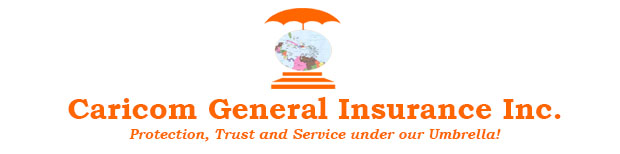 Caricom General Insurance Inc.
Protection, Trust and Service under our Umbrella!